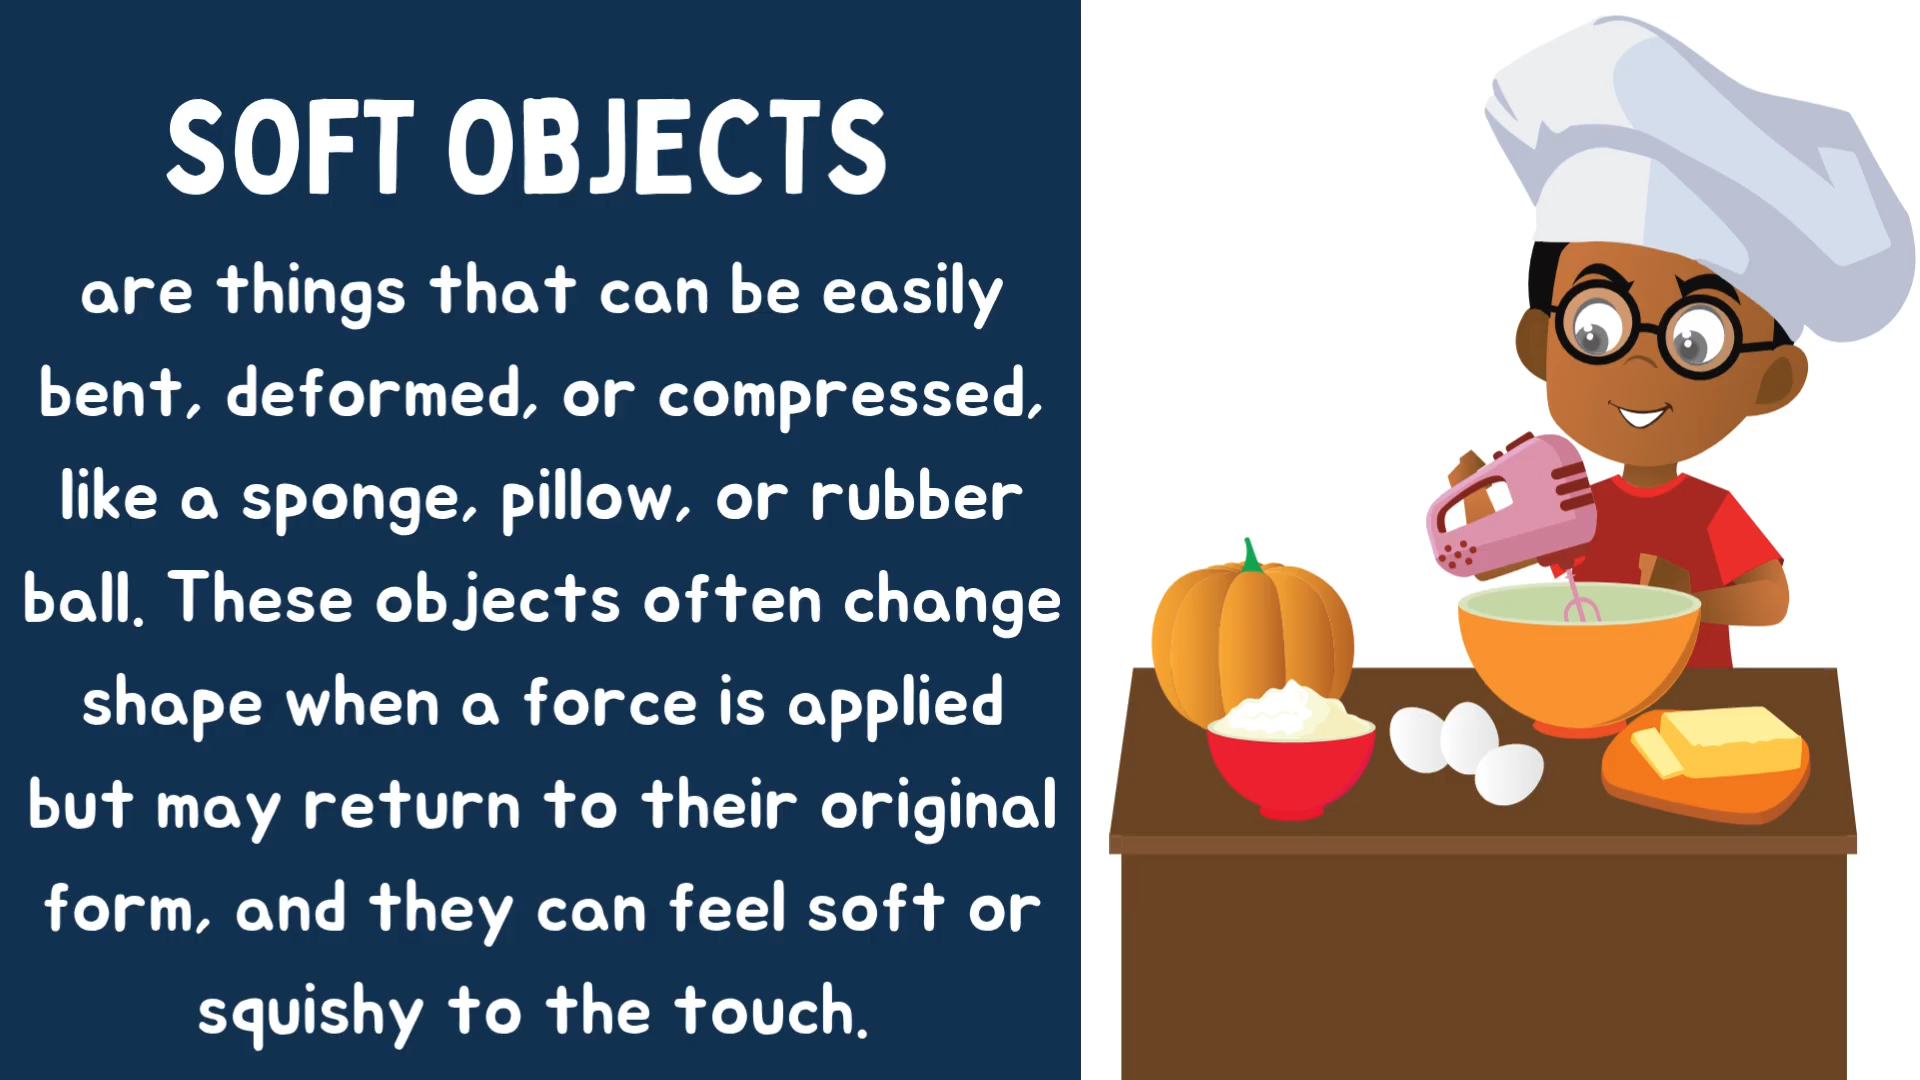 SOFT OBJECTS
are things that can be easily
bent, deformed, or compressed,
like a sponge, pillow, or rubber
ball. These objects often change
shape when a force is applied
but may return to their original
form, and they can feel soft or
squishy to the touch.